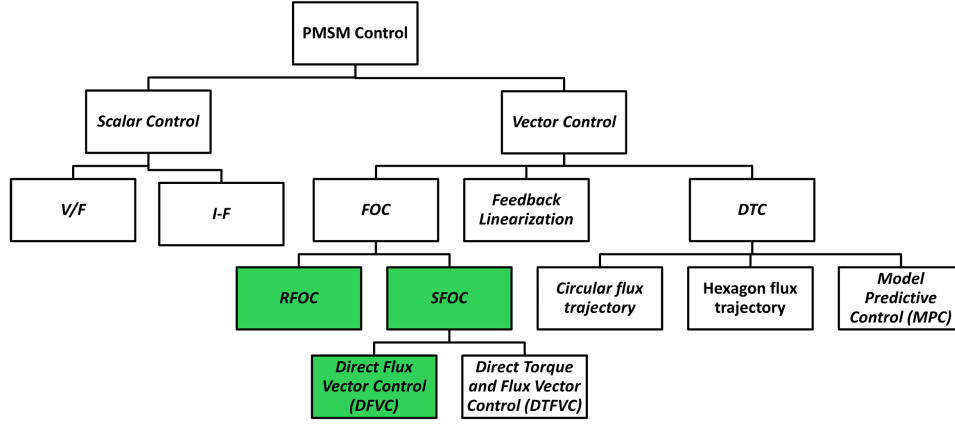 PMSM Control
Scalar Control
Vector Control
V/F
I-F
FOC
Feedback
Linearization
DTC
RFOC
SFOC
Circular flux
trajectory
Hexagon flux
trajectory
Model
Predictive
Control (MPC)
Direct Flux
Vector Control
(DFVC)
Direct Torque
and Flux Vector
Control (DTFVC)